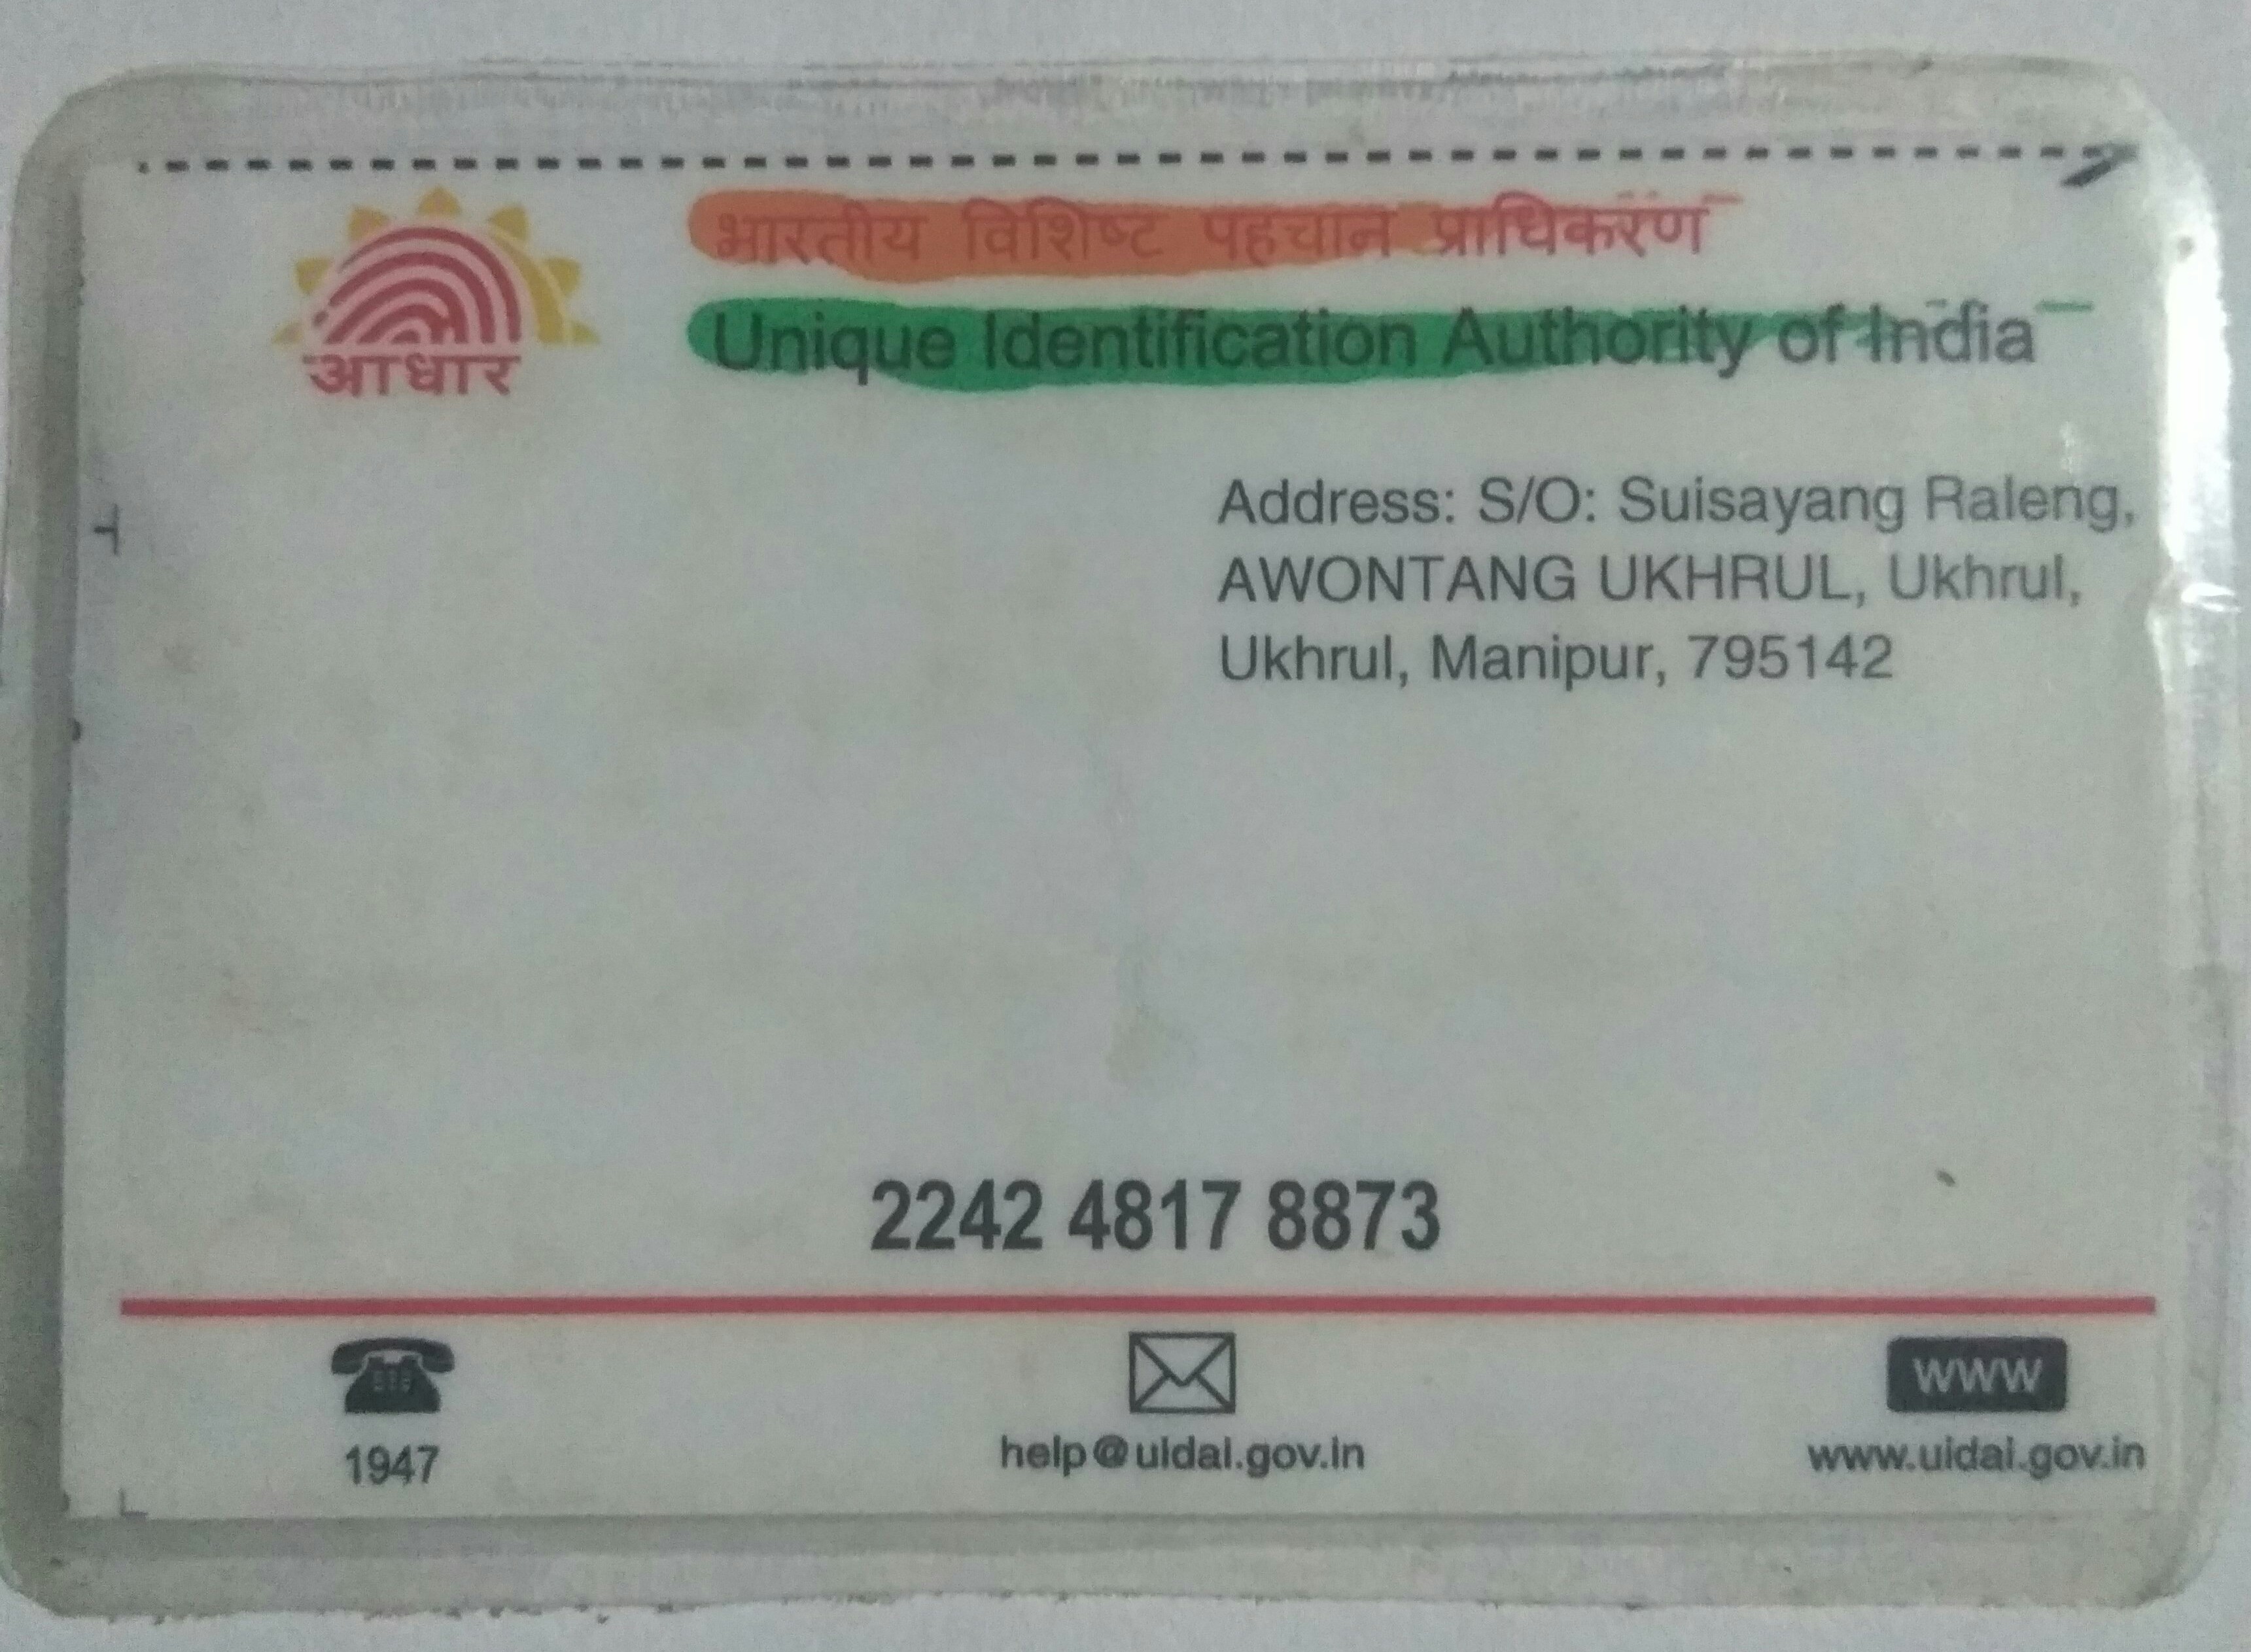 आधार
भारतीय विशिष्ट पहचान प्राधिकरण
Unique Identification Authority of India
Address: S/O: Suisayang Raleng,
AWONTANG UKHRUL, Ukhrul,
Ukhrul, Manipur, 795142
2242 4817 8873
WWW
1947
help@uidai.gov.in
www.uidai.gov.in